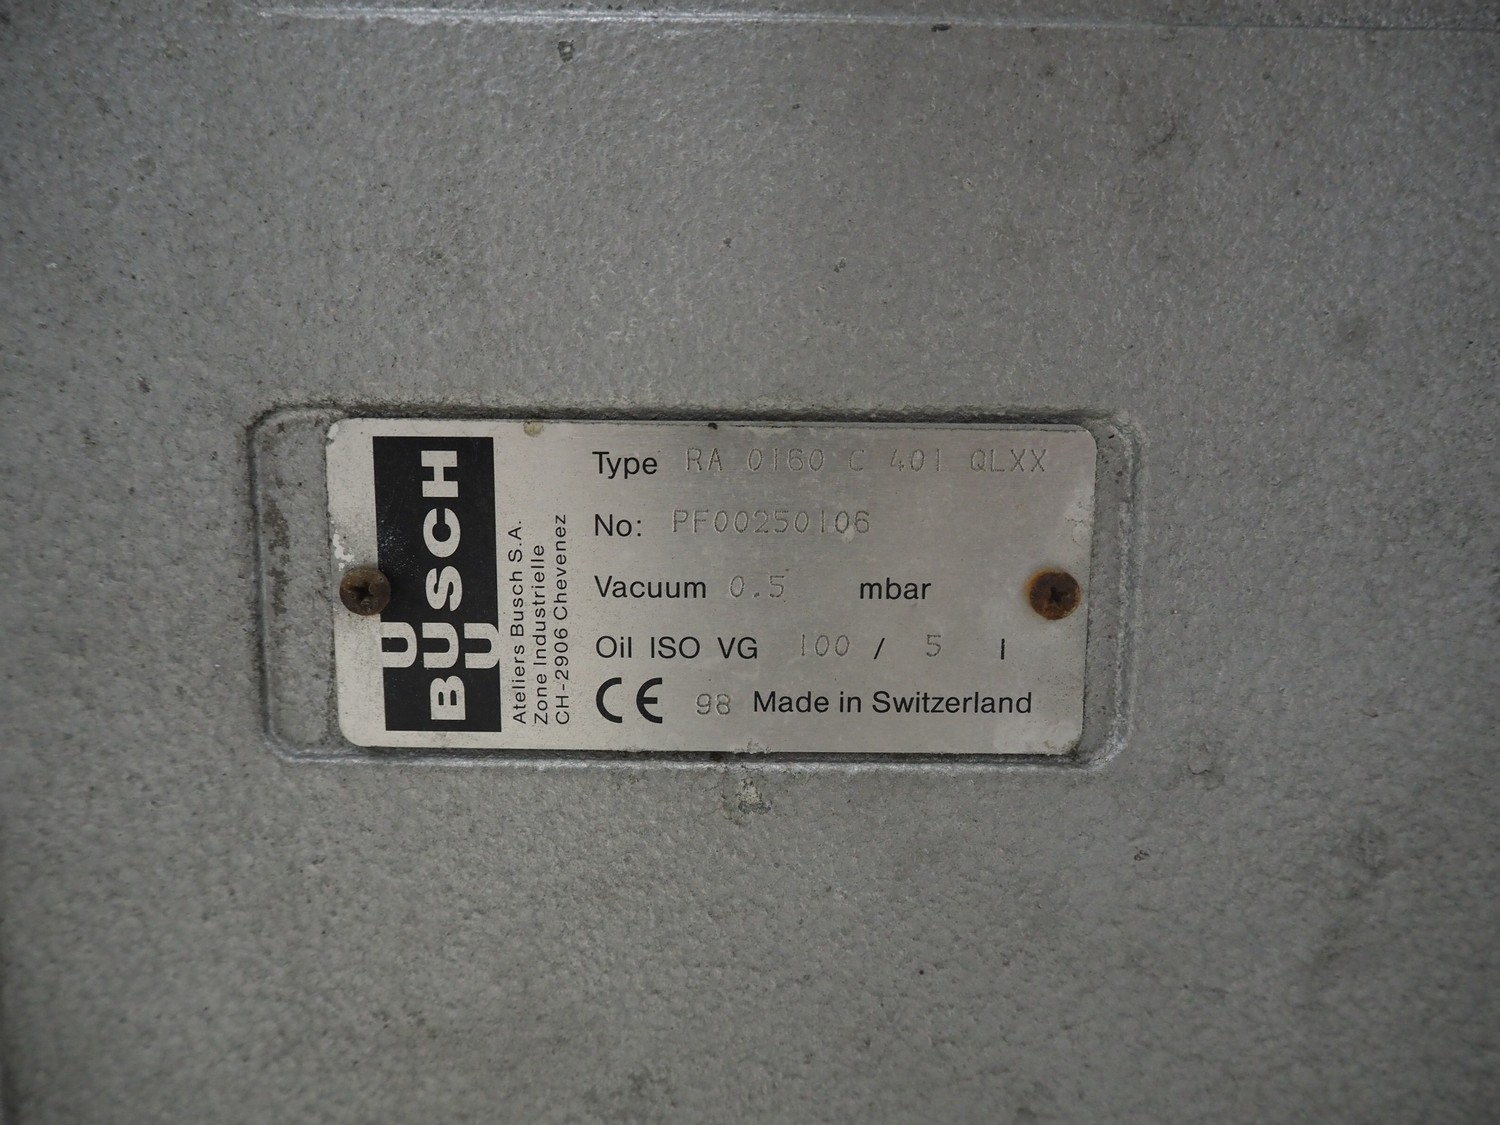 BUSCH
Ateliers Busch S.A.
Zone Industrielle
CH-2906 Chevenez
Type RA 0160 C 401 QLXX
No: PF00250106
Vacuum 0.5 mbar
Oil ISO VG 100 / 5 l
CE 98 Made in Switzerland